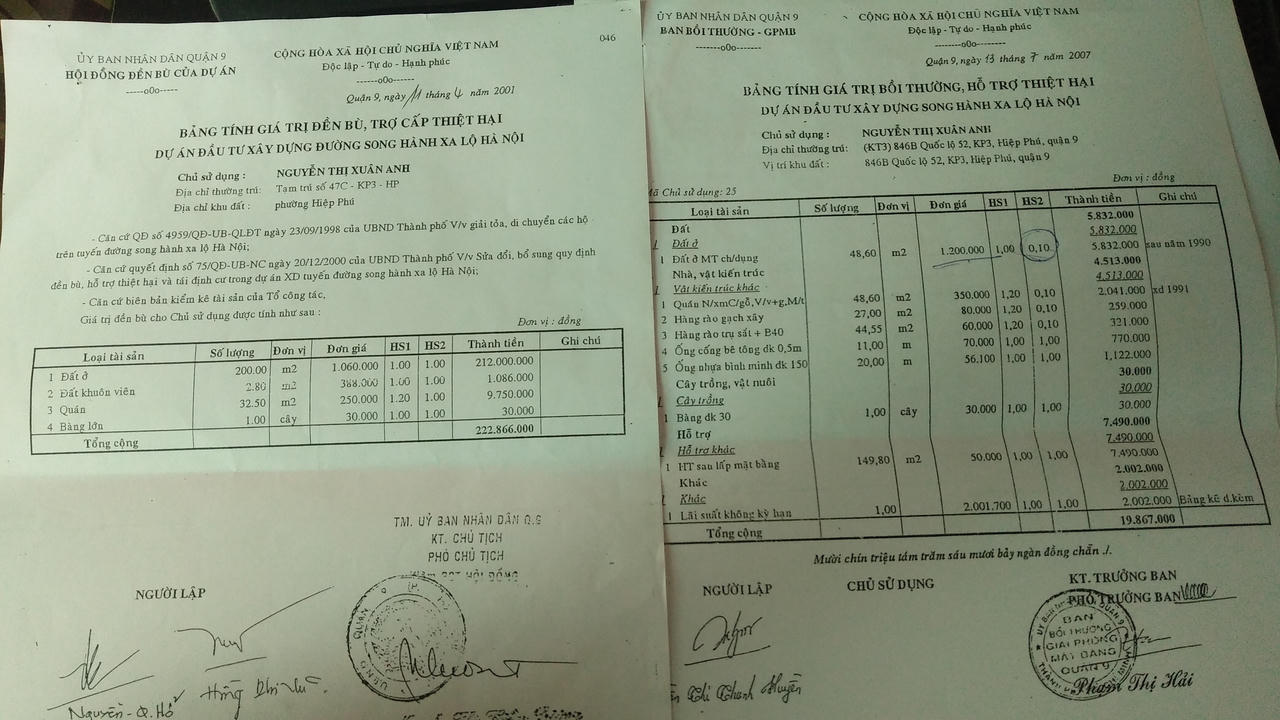 ỦY BAN NHÂN DÂN QUẬN 9
HỘI ĐỒNG ĐỀN BÙ CỦA DỰ ÁN
-----o0o-----
CỘNG HÒA XÃ HỘI CHỦ NGHĨA VIỆT NAM
Độc lập - Tự do - Hạnh phúc
------o0o------
046
Quận 9, ngày 11 tháng 4 năm 2001
BẢNG TÍNH GIÁ TRỊ ĐỀN BÙ, TRỢ CẤP THIỆT HẠI
DỰ ÁN ĐẦU TƯ XÂY DỰNG ĐƯỜNG SONG HÀNH XA LỘ HÀ NỘI
Chủ sử dụng : NGUYỄN THỊ XUÂN ANH
Địa chỉ thường trú: Tạm trú số 47C - KP3 - HP
Địa chỉ khu đất : phường Hiệp Phú
- Căn cứ QĐ số 4959/QĐ-UB-QLĐT ngày 23/09/1998 của UBND Thành phố V/v giải tỏa, di chuyển các hộ
trên tuyến đường song hành xa lộ Hà Nội;
- Căn cứ quyết định số 75/QĐ-UB-NC ngày 20/12/2000 của UBND Thành phố V/v Sửa đổi, bổ sung quy định
đền bù, hỗ trợ thiệt hại và tái định cư trong dự án XD tuyến đường song hành xa lộ Hà Nội;
- Căn cứ biên bản kiểm kê tài sản của Tổ công tác,
Giá trị đền bù cho Chủ sử dụng được tính như sau :
Đơn vị : đồng
Loại tài sản Số lượng Đơn vị Đơn giá HS1 HS2 Thành tiền Ghi chú
1 Đất ở 200.00 m2 1.060.000 1.00 1.00 212.000.000
2 Đất khuôn viên 2.80 m2 388.000 1.00 1.00 1.086.000
3 Quán 32.50 m2 250.000 1.20 1.00 9.750.000
4 Bàng lớn 1.00 cây 30.000 1.00 1.00 30.000
Tổng cộng 222.866.000
TM. UỶ BAN NHÂN DÂN Q.9
KT. CHỦ TỊCH
PHÓ CHỦ TỊCH
HỘI ĐỒNG
NGƯỜI LẬP
Nguyễn - Q. Hổ
ỦY BAN NHÂN DÂN QUẬN 9
BAN BỒI THƯỜNG - GPMB
-------o0o-------
CỘNG HÒA XÃ HỘI CHỦ NGHĨA VIỆT NAM
Độc lập - Tự do - Hạnh phúc
-------o0o-------
Quận 9, ngày 13 tháng 7 năm 2007
BẢNG TÍNH GIÁ TRỊ BỒI THƯỜNG, HỖ TRỢ THIỆT HẠI
DỰ ÁN ĐẦU TƯ XÂY DỰNG SONG HÀNH XA LỘ HÀ NỘI
Chủ sử dụng : NGUYỄN THỊ XUÂN ANH
Địa chỉ thường trú: (KT3) 846B Quốc lộ 52, KP3, Hiệp Phú, quận 9
Vị trí khu đất : 846B Quốc lộ 52, KP3, Hiệp Phú, quận 9
Mã Chủ sử dụng: 25
Đơn vị : đồng
Loại tài sản Số lượng Đơn vị Đơn giá HS1 HS2 Thành tiền Ghi chú
Đất 5.832.000
Đất ở 5.832.000
1 Đất ở MT ch/dụng 48,60 m2 1.200.000 1,00 0,10 5.832.000 sau năm 1990
Nhà, vật kiến trúc 4.513.000
Vật kiến trúc khác 4.513.000
1 Quán N/xmC/gỗ,V/v+g,M/t 48,60 m2 350.000 1,20 0,10 2.041.000 xd 1991
2 Hàng rào gạch xây 27,00 m2 80.000 1,20 0,10 259.000
3 Hàng rào trụ sắt + B40 44,55 m2 60.000 1,20 0,10 321.000
4 Ống cống bê tông đk 0,5m 11,00 m 70.000 1,00 1,00 770.000
5 Ống nhựa bình minh đk 150 20,00 m 56.100 1,00 1,00 1,122.000
Cây trồng, vật nuôi 30.000
Cây trồng 30.000
1 Bàng đk 30 1,00 cây 30.000 1,00 1,00 30.000
Hỗ trợ 7.490.000
Hỗ trợ khác 7.490.000
1 HT sau lấp mặt bằng 149,80 m2 50.000 1,00 1,00 7.490.000
Khác 2.002.000
Khác 2.002.000
1 Lãi suất không kỳ hạn 1,00 2.001.700 1,00 1,00 2.002.000 Bảng kê đ.kèm
Tổng cộng 19.867.000
Mười chín triệu tám trăm sáu mươi bảy ngàn đồng chẵn ./.
NGƯỜI LẬP
CHỦ SỬ DỤNG
KT. TRƯỞNG BAN
PHÓ TRƯỞNG BAN
BAN
BỒI THƯỜNG
GIẢI PHÓNG
MẶT BẰNG
QUẬN 9
Phạm Thị Hải
Thị Thanh Huyền